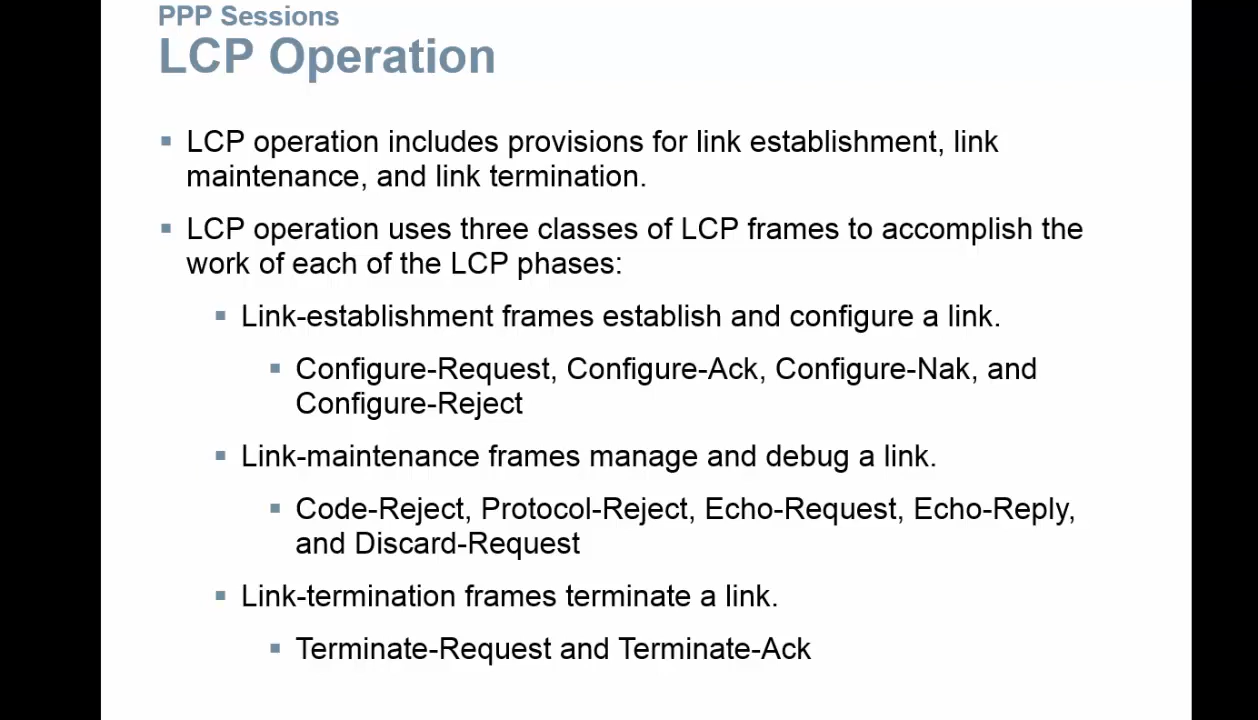 PPP Sessions
LCP Operation
▪ LCP operation includes provisions for link establishment, link
maintenance, and link termination.
▪ LCP operation uses three classes of LCP frames to accomplish the
work of each of the LCP phases:
▪ Link-establishment frames establish and configure a link.
▪ Configure-Request, Configure-Ack, Configure-Nak, and
Configure-Reject
▪ Link-maintenance frames manage and debug a link.
▪ Code-Reject, Protocol-Reject, Echo-Request, Echo-Reply,
and Discard-Request
▪ Link-termination frames terminate a link.
▪ Terminate-Request and Terminate-Ack